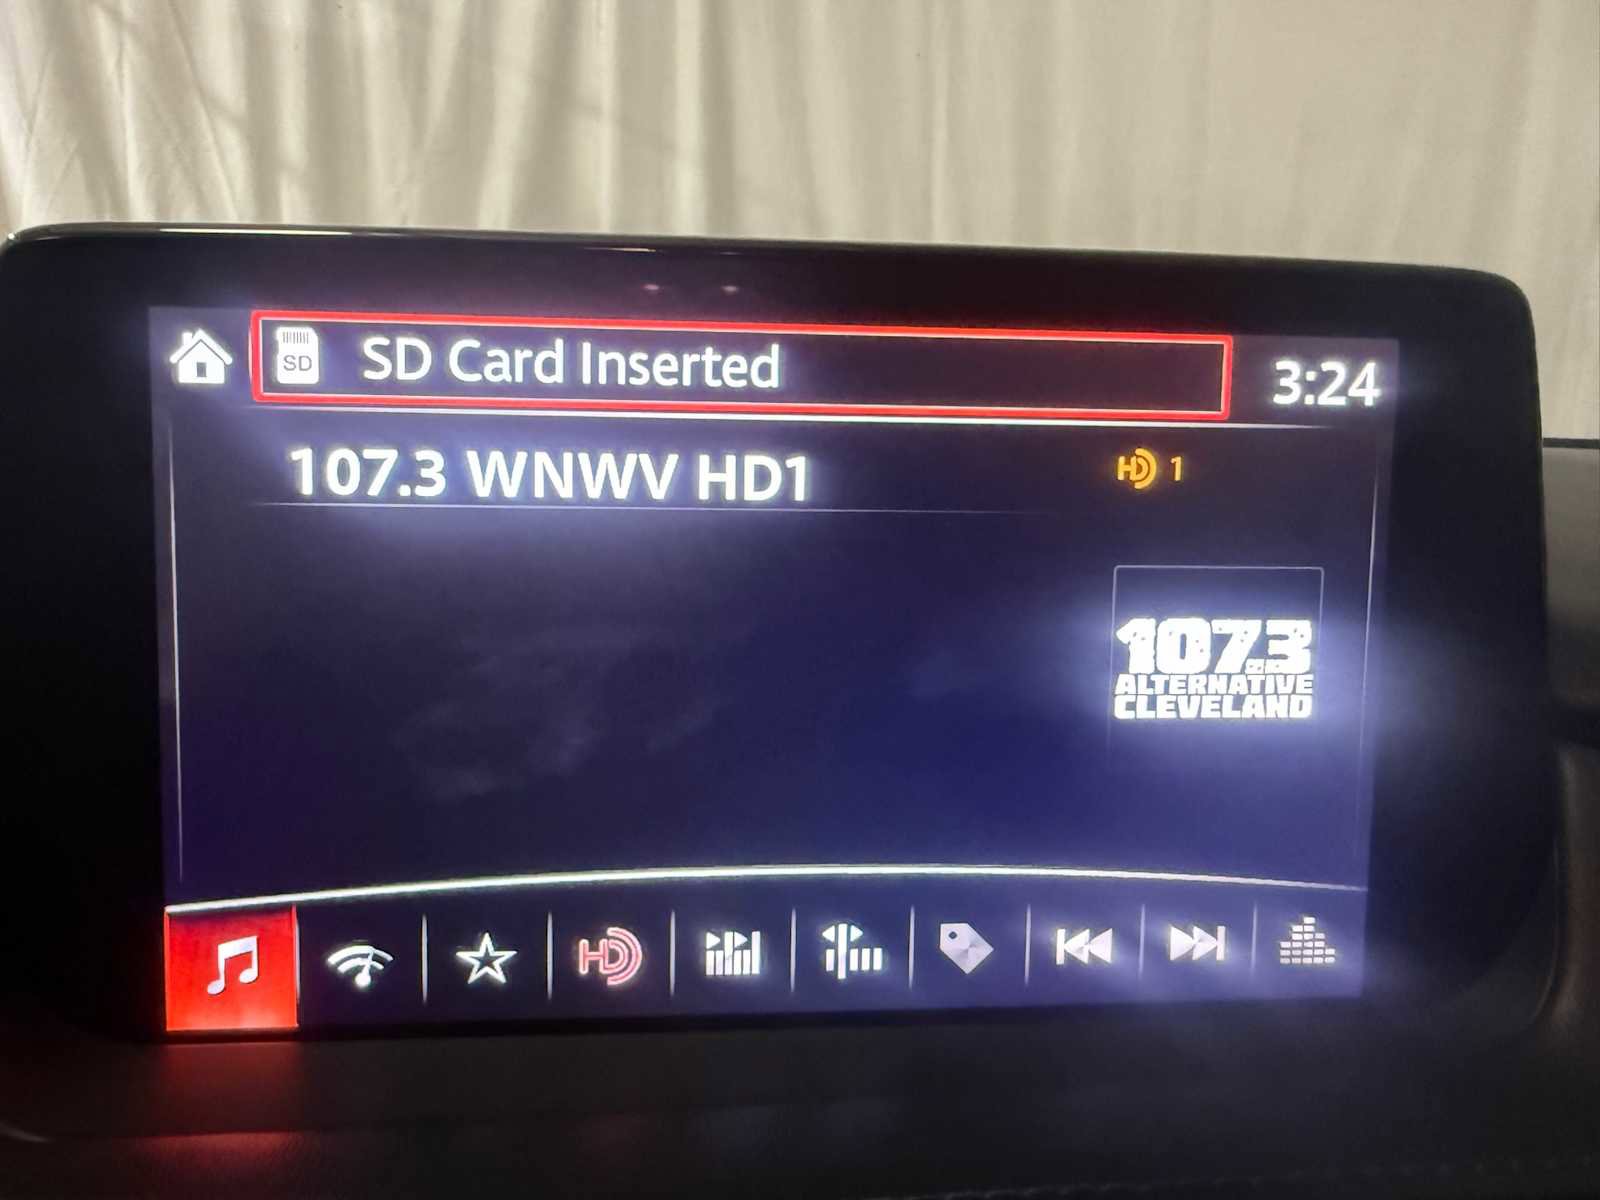 SD
SD Card Inserted
3:24
107.3 WNWV HD1
HD 1
107.3
ALTERNATIVE
CLEVELAND
HD